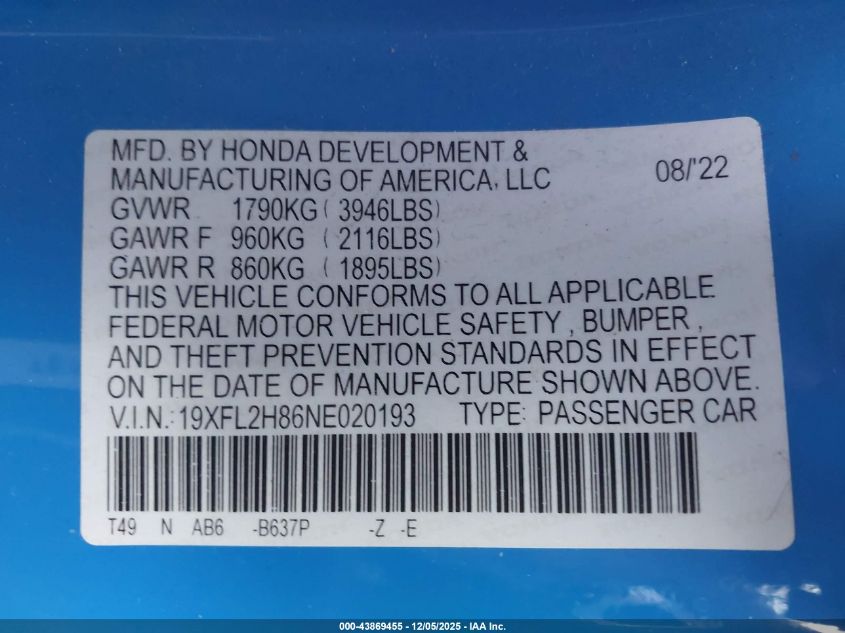 MFD. BY HONDA DEVELOPMENT &
MANUFACTURING OF AMERICA, LLC 08/'22
GVWR 1790KG ( 3946LBS)
GAWR F 960KG ( 2116LBS)
GAWR R 860KG ( 1895LBS)
THIS VEHICLE CONFORMS TO ALL APPLICABLE
FEDERAL MOTOR VEHICLE SAFETY , BUMPER ,
AND THEFT PREVENTION STANDARDS IN EFFECT
ON THE DATE OF MANUFACTURE SHOWN ABOVE.
V.I.N.: 19XFL2H86NE020193 TYPE: PASSENGER CAR
T49 N AB6 -B637P -Z -E
000-43869455 - 12/05/2025 - IAA Inc.